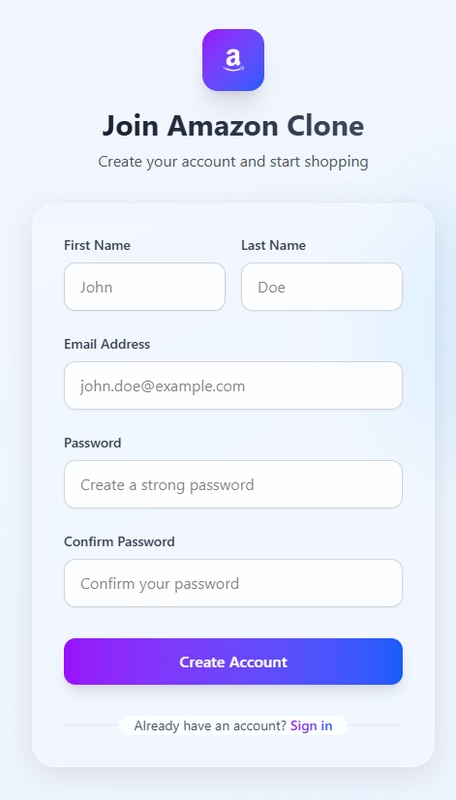 a
Join Amazon Clone
Create your account and start shopping
First Name
Last Name
John
Doe
Email Address
john.doe@example.com
Password
Create a strong password
Confirm Password
Confirm your password
Create Account
Already have an account? Sign in